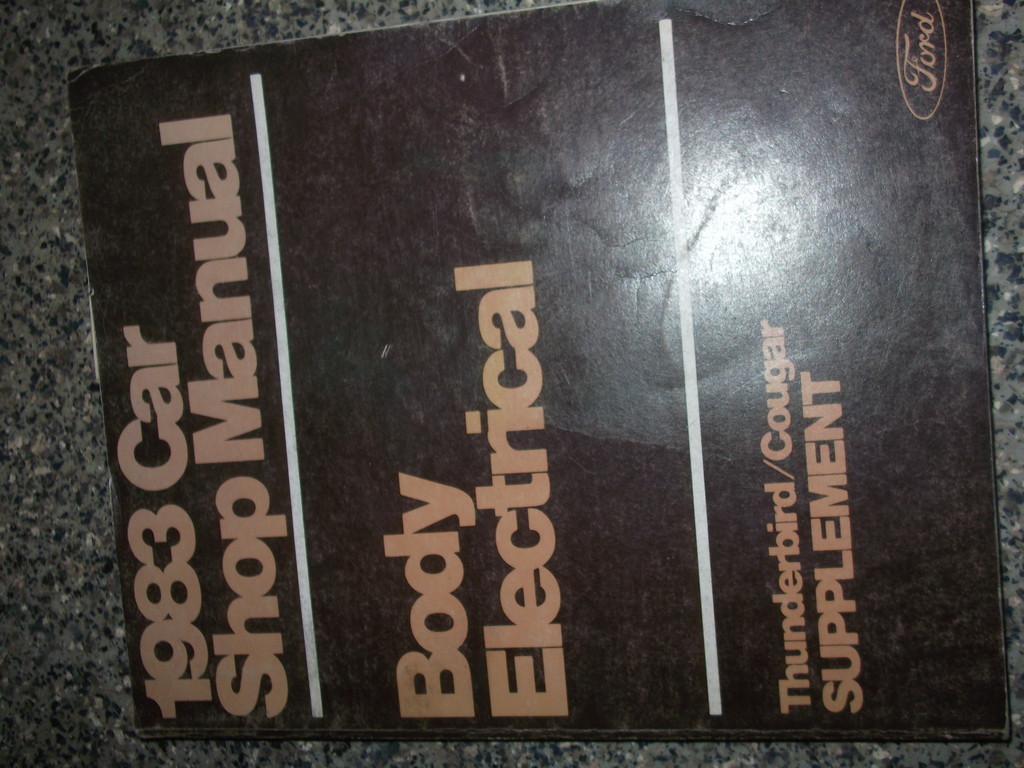 1983 Car
Shop Manual
Body
Electrical
Thunderbird/Cougar
SUPPLEMENT
Ford